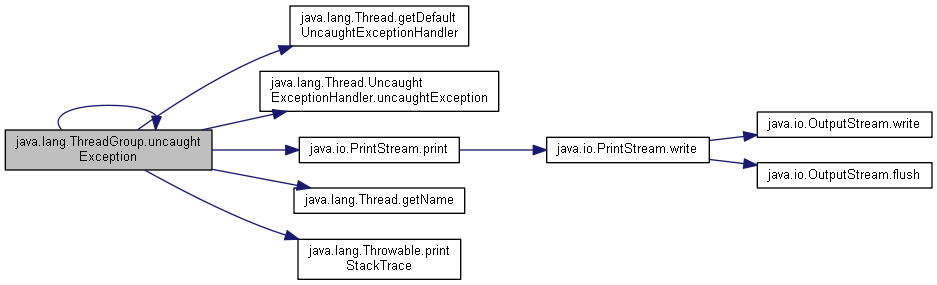 java.lang.Thread.getDefault
UncaughtExceptionHandler
java.lang.Thread.Uncaught
ExceptionHandler.uncaughtException
java.lang.ThreadGroup.uncaught
Exception
java.io.PrintStream.print
java.io.PrintStream.write
java.io.OutputStream.write
java.io.OutputStream.flush
java.lang.Thread.getName
java.lang.Throwable.print
StackTrace